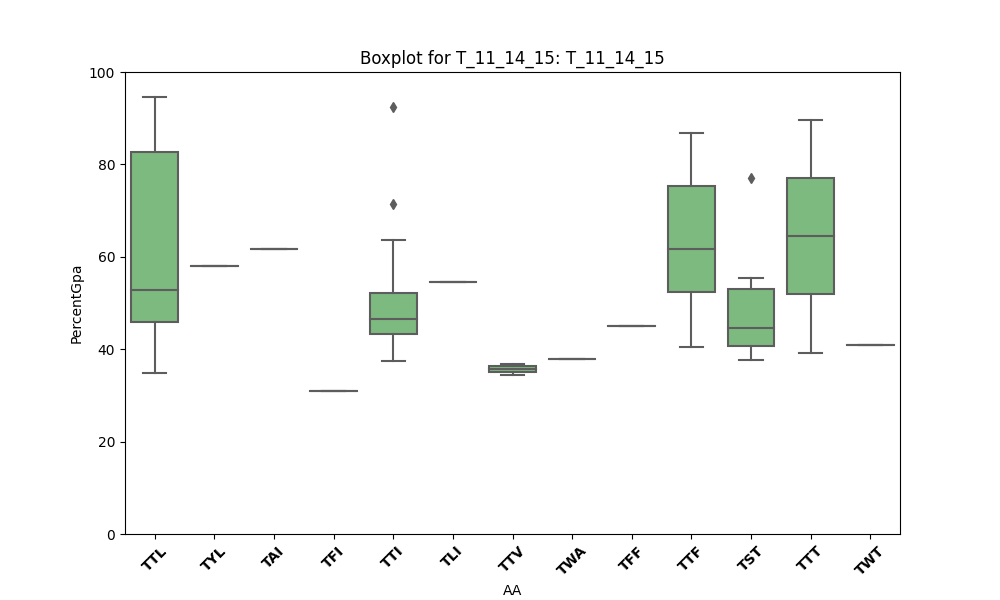 Boxplot for T_11_14_15: T_11_14_15
PercentGpa
100
80
60
40
20
0
TTL TYL TAI TFI TTI TLI TTV TWA TFF TTF TST TTT TWT
AA